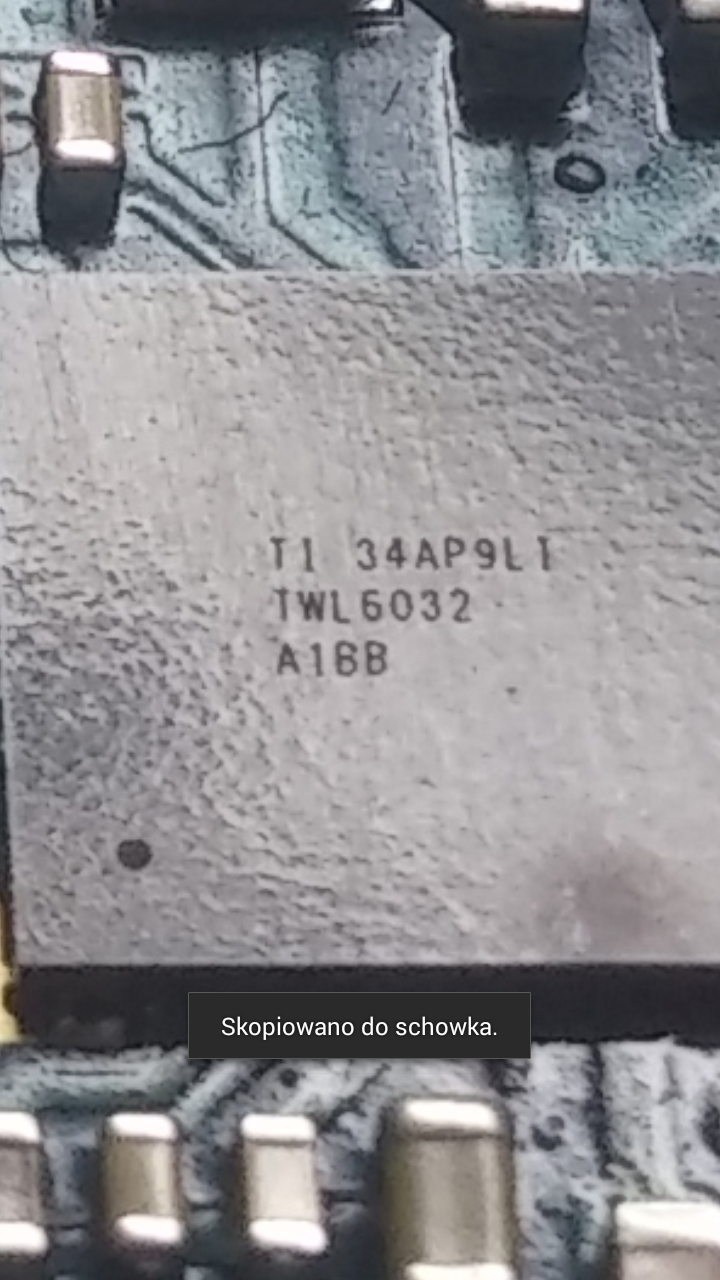 TI 34AP9LI
TWL6032
A1BB
Skopiowano do schowka.